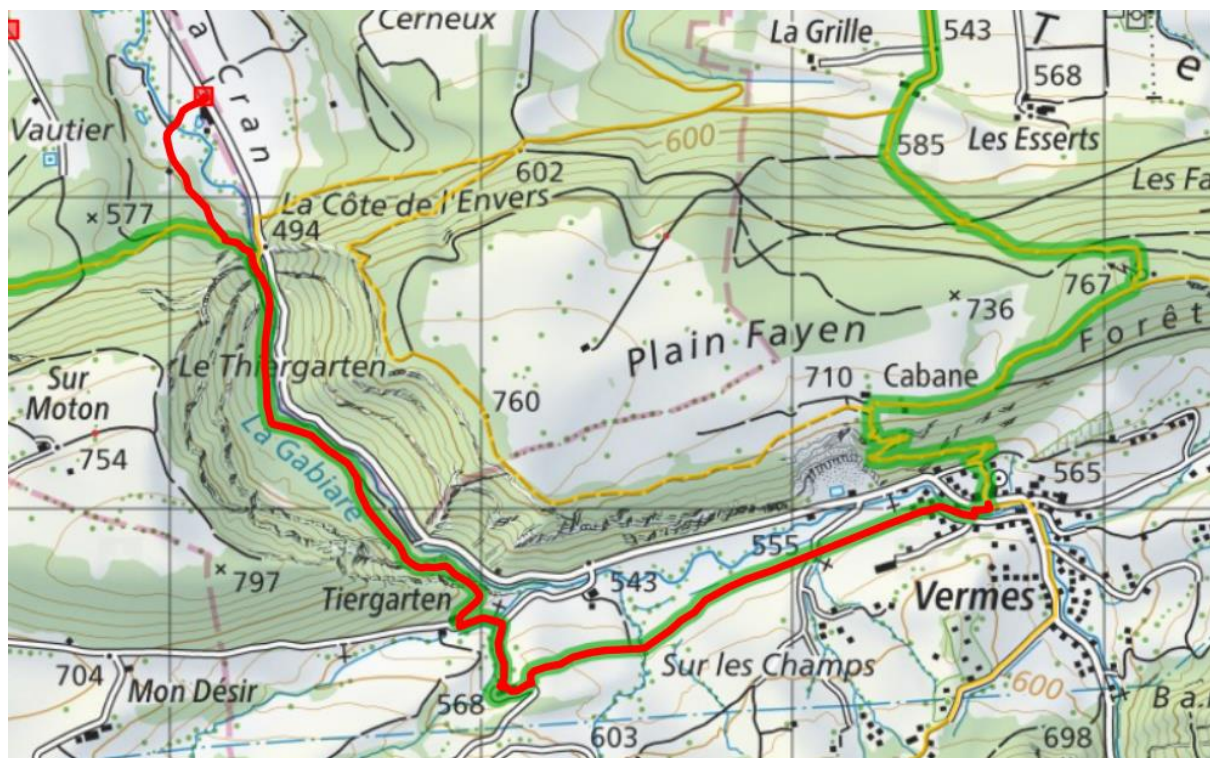 Cerneux
La Grille
543
T
e
568
Vautier
a Cran
600
585
Les Esserts
602
Les Fa
577
La Côte de l'Envers
494
767
736
Forêt
Le Thiergarten
Plain Fayen
Sur
Moton
710
Cabane
760
754
La Gabiare
565
555
797
543
Tiergarten
Vermes
Sur les Champs
704
Mon Désir
568
600
603
698